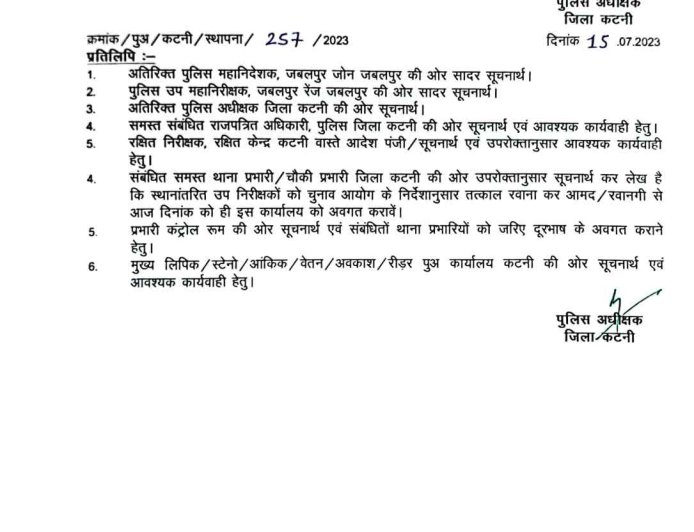 पुलिस अधीक्षक
जिला कटनी
क्रमांक/पुअ/कटनी/स्थापना/ 257 /2023 दिनांक 15 .07.2023
प्रतिलिपि :—
1. अतिरिक्त पुलिस महानिदेशक, जबलपुर जोन जबलपुर की ओर सादर सूचनार्थ।
2. पुलिस उप महानिरीक्षक, जबलपुर रेंज जबलपुर की ओर सादर सूचनार्थ।
3. अतिरिक्त पुलिस अधीक्षक जिला कटनी की ओर सूचनार्थ।
4. समस्त संबंधित राजपत्रित अधिकारी, पुलिस जिला कटनी की ओर सूचनार्थ एवं आवश्यक कार्यवाही हेतु।
5. रक्षित निरीक्षक, रक्षित केन्द्र कटनी वास्ते आदेश पंजी/सूचनार्थ एवं उपरोक्तानुसार आवश्यक कार्यवाही
हेतु।
4. संबंधित समस्त थाना प्रभारी/चौकी प्रभारी जिला कटनी की ओर उपरोक्तानुसार सूचनार्थ कर लेख है
कि स्थानांतरित उप निरीक्षकों को चुनाव आयोग के निर्देशानुसार तत्काल रवाना कर आमद/रवानगी से
आज दिनांक को ही इस कार्यालय को अवगत करावें।
5. प्रभारी कंट्रोल रूम की ओर सूचनार्थ एवं संबंधितों थाना प्रभारियों को जरिए दूरभाष के अवगत कराने
हेतु।
6. मुख्य लिपिक/स्टेनो/आंकिक/वेतन/अवकाश/रीडर पुअ कार्यालय कटनी की ओर सूचनार्थ एवं
आवश्यक कार्यवाही हेतु।
पुलिस अधीक्षक
जिला कटनी